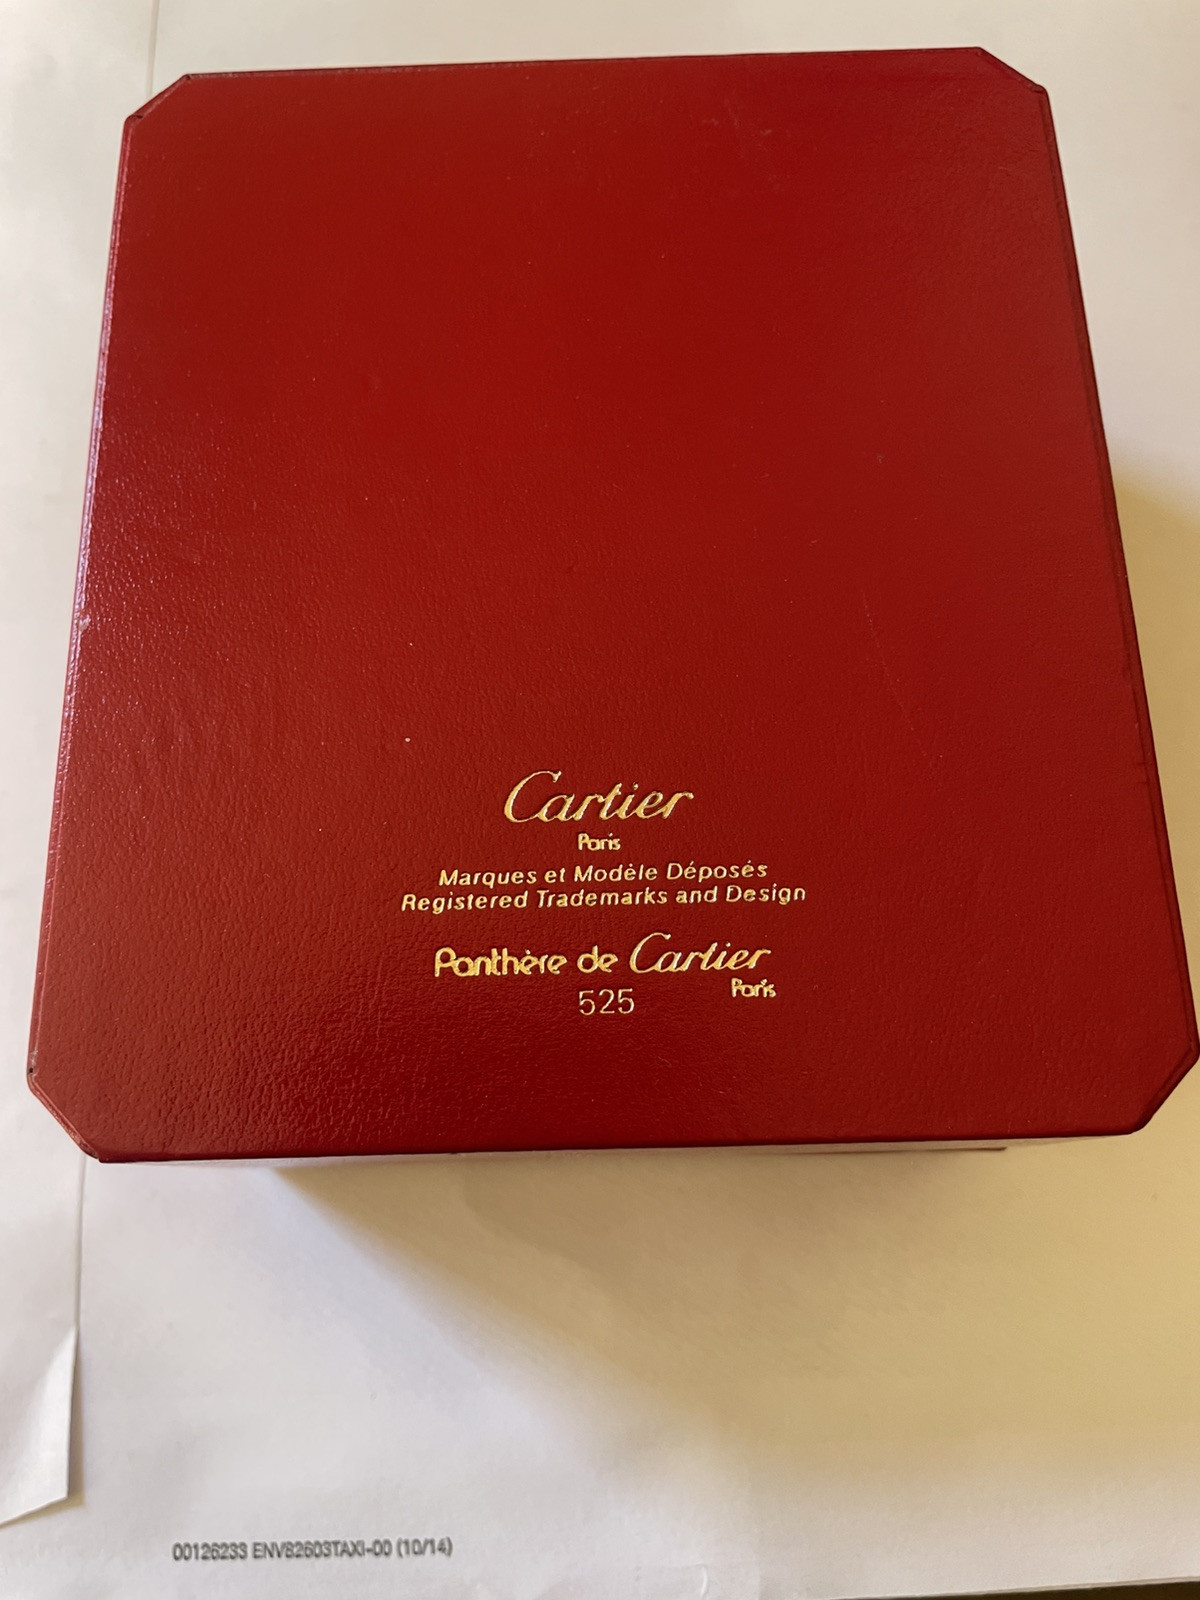 Cartier
Paris
Marques et Modèle Déposés
Registered Trademarks and Design
Panthère de Cartier
Paris
525
00126233 ENV82603TAXI-00 (10/14)